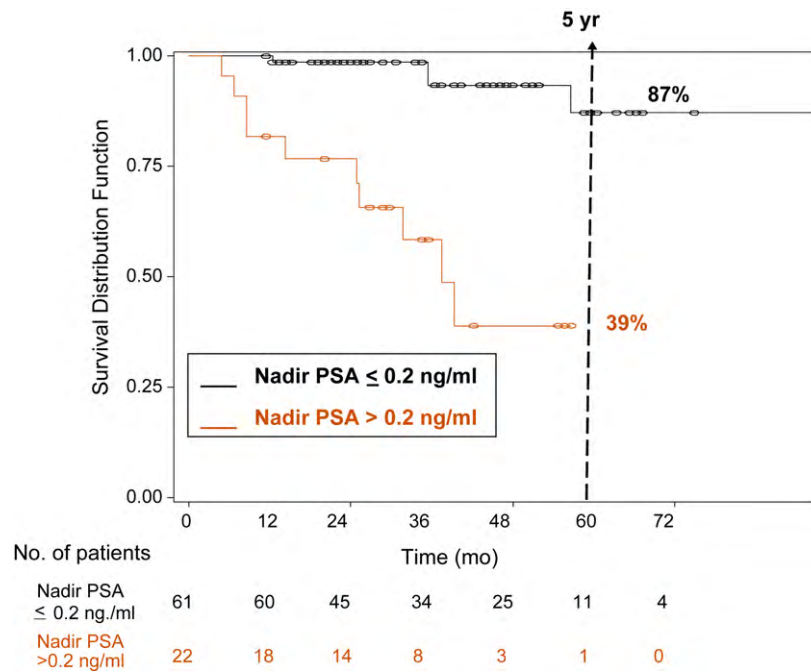 5 yr
1.00
87%
0.75
Survival Distribution Function
0.50
39%
Nadir PSA ≤ 0.2 ng/ml
Nadir PSA > 0.2 ng/ml
0.25
0.00
0 12 24 36 48 60 72
No. of patients
Time (mo)
Nadir PSA
≤ 0.2 ng./ml 61 60 45 34 25 11 4
Nadir PSA
>0.2 ng/ml 22 18 14 8 3 1 0